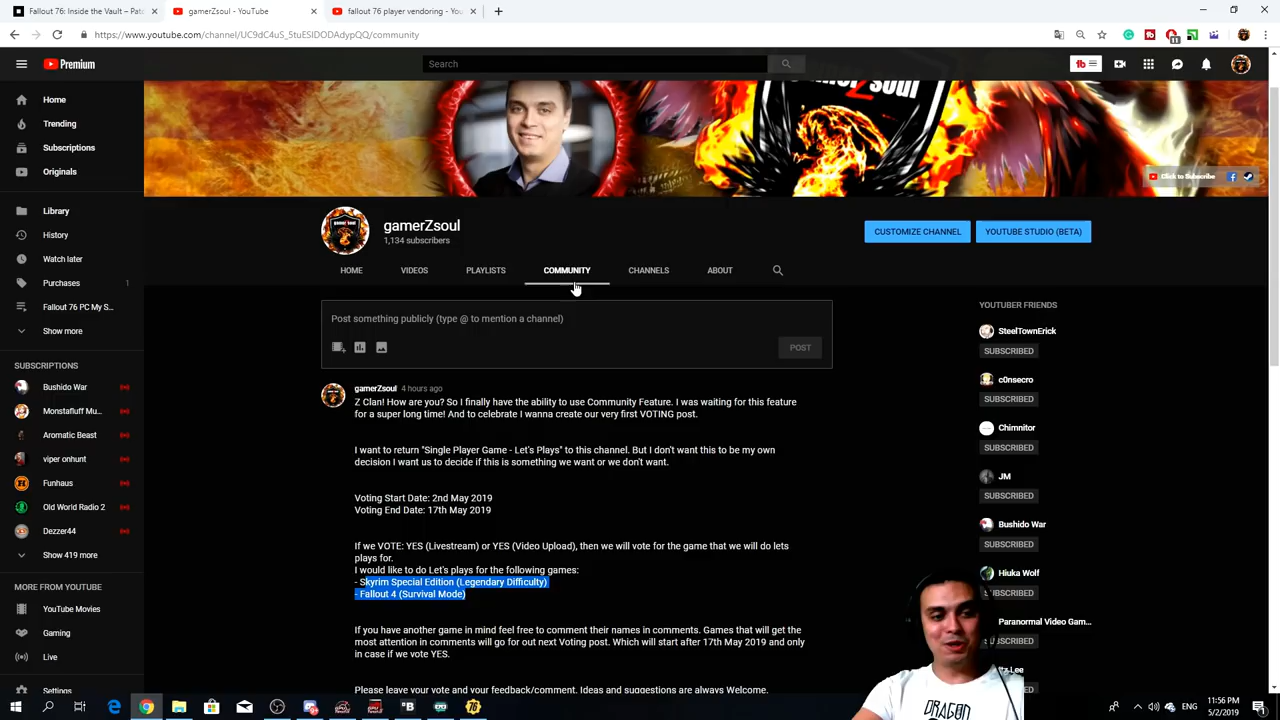 Fallout 76: Inside the Vault – Pat
gamerZsoul - YouTube
fallout 76 player vendoring - You
https://www.youtube.com/channel/UC9dC4uS_5tuESIDODAdypQQ/community
11
Premium
Search
Home
Trending
Subscriptions
Originals
Library
History
Watch later
Purchases
1
Fallout 76 PC My S...
Show more
SUBSCRIPTIONS
Bushido War
Monstafluff Mu...
Aromatic Beast
viper onhunt
Funhaus
Old World Radio 2
Dezzer44
Show 419 more
MORE FROM YOUTUBE
YouTube Movies
Gaming
Live
Settings
Click to Subscribe
gamerZsoul
1,134 subscribers
CUSTOMIZE CHANNEL
YOUTUBE STUDIO (BETA)
HOME
VIDEOS
PLAYLISTS
COMMUNITY
CHANNELS
ABOUT
Post something publicly (type @ to mention a channel)
POST
gamerZsoul 4 hours ago
Z Clan! How are you? So I finally have the ability to use Community Feature. I was waiting for this feature
for a super long time! And to celebrate I wanna create our very first VOTING post.
I want to return "Single Player Game - Let's Plays" to this channel. But I don't want this to be my own
decision I want us to decide if this is something we want or we don't want.
Voting Start Date: 2nd May 2019
Voting End Date: 17th May 2019
If we VOTE: YES (Livestream) or YES (Video Upload), then we will vote for the game that we will do lets
plays for.
I would like to do Let's plays for the following games:
- Skyrim Special Edition (Legendary Difficulty)
- Fallout 4 (Survival Mode)
If you have another game in mind feel free to comment their names in comments. Games that will get the
most attention in comments will go for out next Voting post. Which will start after 17th May 2019 and only
in case if we vote YES.
Please leave your vote and your feedback/comment. Ideas and suggestions are always Welcome.
YOUTUBER FRIENDS
SteelTownErick
SUBSCRIBED
c0nsecro
SUBSCRIBED
Chimnitor
SUBSCRIBED
JM
SUBSCRIBED
Bushido War
SUBSCRIBED
Hiuka Wolf
SUBSCRIBED
Paranormal Video Gam...
SUBSCRIBED
Lee
DRAGON
ENG
11:56 PM
5/2/2019